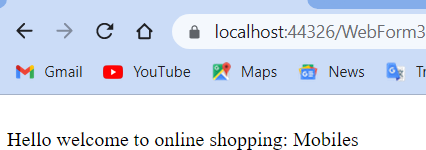 localhost:44326/WebForm3
Gmail YouTube Maps News
Hello welcome to online shopping: Mobiles